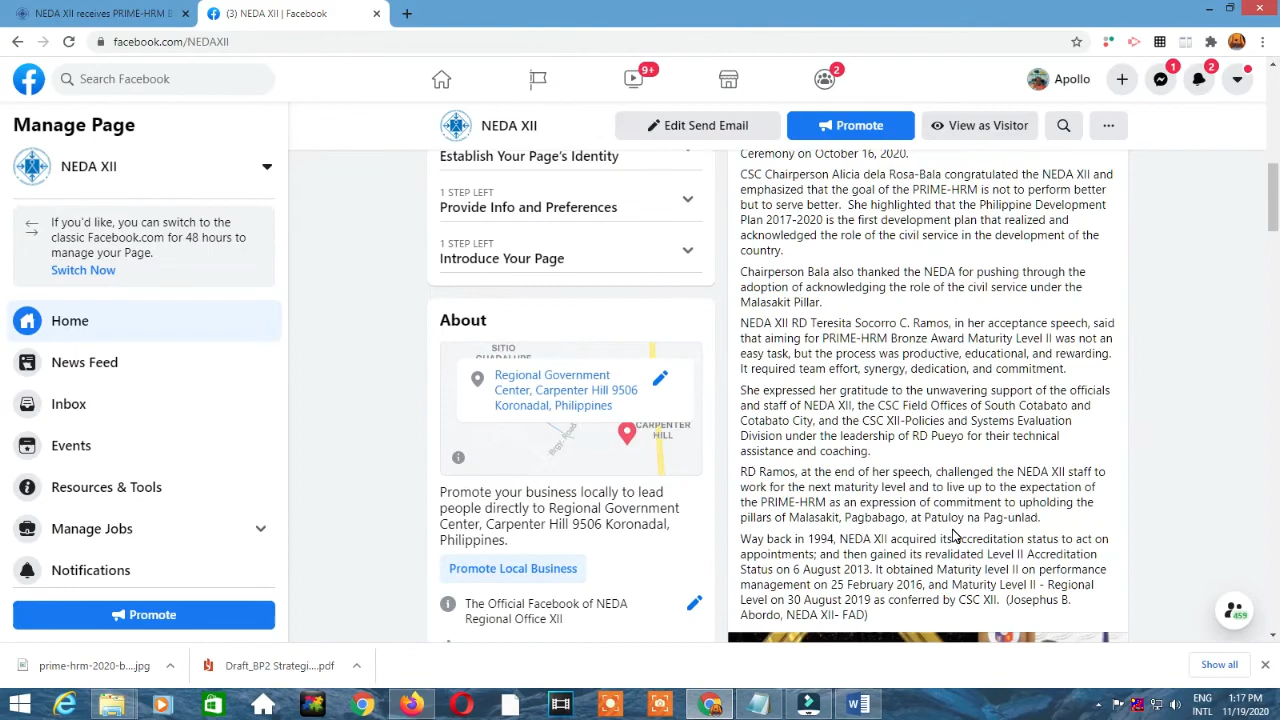 NEDA XII receives PRIME-HRM B
(3) NEDA XII | Facebook
facebook.com/NEDAXII
Search Facebook
9+
2
Apollo
1
2
Manage Page
NEDA XII
If you'd like, you can switch to the
classic Facebook.com for 48 hours to
manage your Page.
Switch Now
Home
News Feed
Inbox
Events
Resources & Tools
Manage Jobs
Notifications
Promote
NEDA XII
Edit Send Email
Promote
View as Visitor
Establish Your Page's Identity
1 STEP LEFT
Provide Info and Preferences
1 STEP LEFT
Introduce Your Page
About
SITIO
Regional Government
Center, Carpenter Hill 9506
Koronadal, Philippines
CARPENTER
HILL
Promote your business locally to lead
people directly to Regional Government
Center, Carpenter Hill 9506 Koronadal,
Philippines.
Promote Local Business
The Official Facebook of NEDA
Regional Office XII
Ceremony on October 16, 2020.
CSC Chairperson Alicia dela Rosa-Bala congratulated the NEDA XII and
emphasized that the goal of the PRIME-HRM is not to perform better
but to serve better. She highlighted that the Philippine Development
Plan 2017-2020 is the first development plan that realized and
acknowledged the role of the civil service in the development of the
country.
Chairperson Bala also thanked the NEDA for pushing through the
adoption of acknowledging the role of the civil service under the
Malasakit Pillar.
NEDA XII RD Teresita Socorro C. Ramos, in her acceptance speech, said
that aiming for PRIME-HRM Bronze Award Maturity Level II was not an
easy task, but the process was productive, educational, and rewarding.
It required team effort, synergy, dedication, and commitment.
She expressed her gratitude to the unwavering support of the officials
and staff of NEDA XII, the CSC Field Offices of South Cotabato and
Cotabato City, and the CSC XII-Policies and Systems Evaluation
Division under the leadership of RD Pueyo for their technical
assistance and coaching.
RD Ramos, at the end of her speech, challenged the NEDA XII staff to
work for the next maturity level and to live up to the expectation of
the PRIME-HRM as an expression of commitment to upholding the
pillars of Malasakit, Pagbabago, at Patuloy na Pag-unlad.
Way back in 1994, NEDA XII acquired its accreditation status to act on
appointments; and then gained its revalidated Level II Accreditation
Status on 6 August 2013. It obtained Maturity level II on performance
management on 25 February 2016, and Maturity Level II - Regional
Level on 30 August 2019 as conferred by CSC XII. (Josephus B.
Abordo, NEDA XII- FAD)
459
prime-hrm-2020-b....jpg
Draft_BP2 Strategi....pdf
Show all
ENG
INTL
1:17 PM
11/19/2020